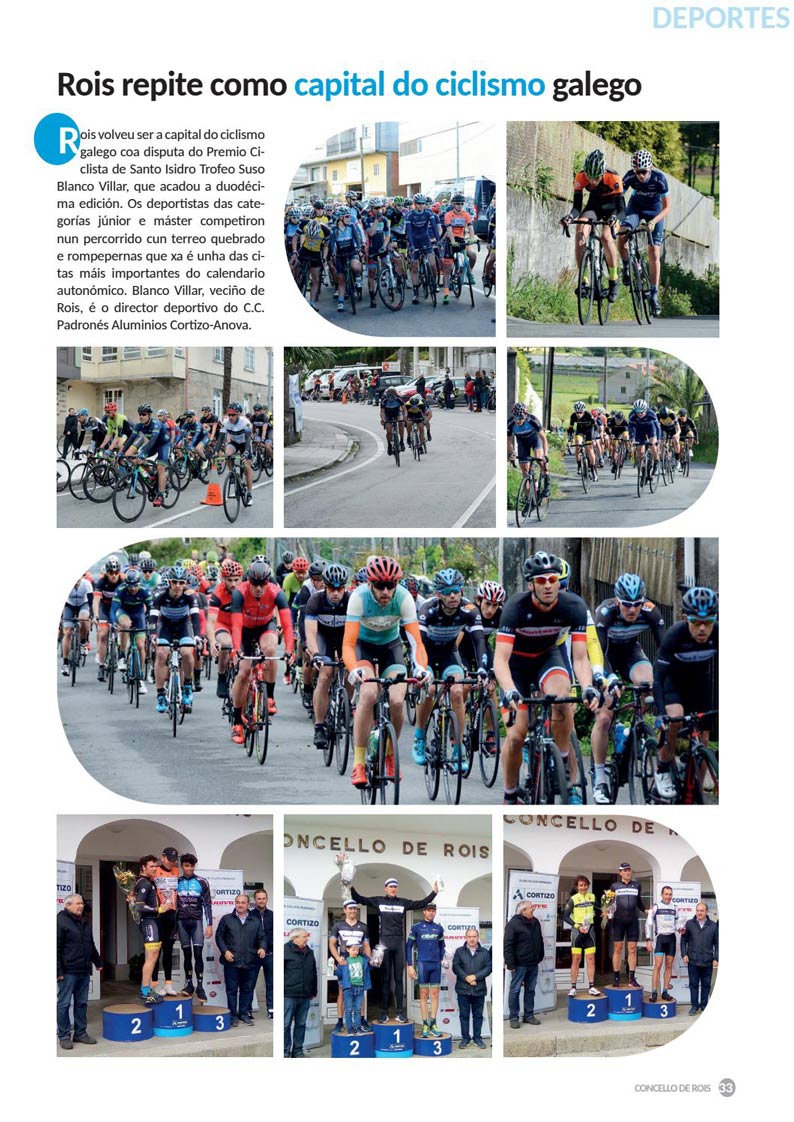 DEPORTES
Rois repite como capital do ciclismo galego
Rois volveu ser a capital do ciclismo
galego coa disputa do Premio Ci-
clista de Santo Isidro Trofeo Suso
Blanco Villar, que acadou a duodéci-
ma edición. Os deportistas das cate-
gorías júnior e máster competiron
nun percorrido cun terreo quebrado
e rompepernas que xa é unha das ci-
tas máis importantes do calendario
autonómico. Blanco Villar, veciño de
Rois, é o director deportivo do C.C.
Padronés Aluminios Cortizo-Anova.
CORTIZO
2 1 3
ONCELLO DE ROIS
CORTIZO
2 1 3
CONCELLO DE RO
CORTIZO
2 1 3
CONCELLO DE ROIS 33